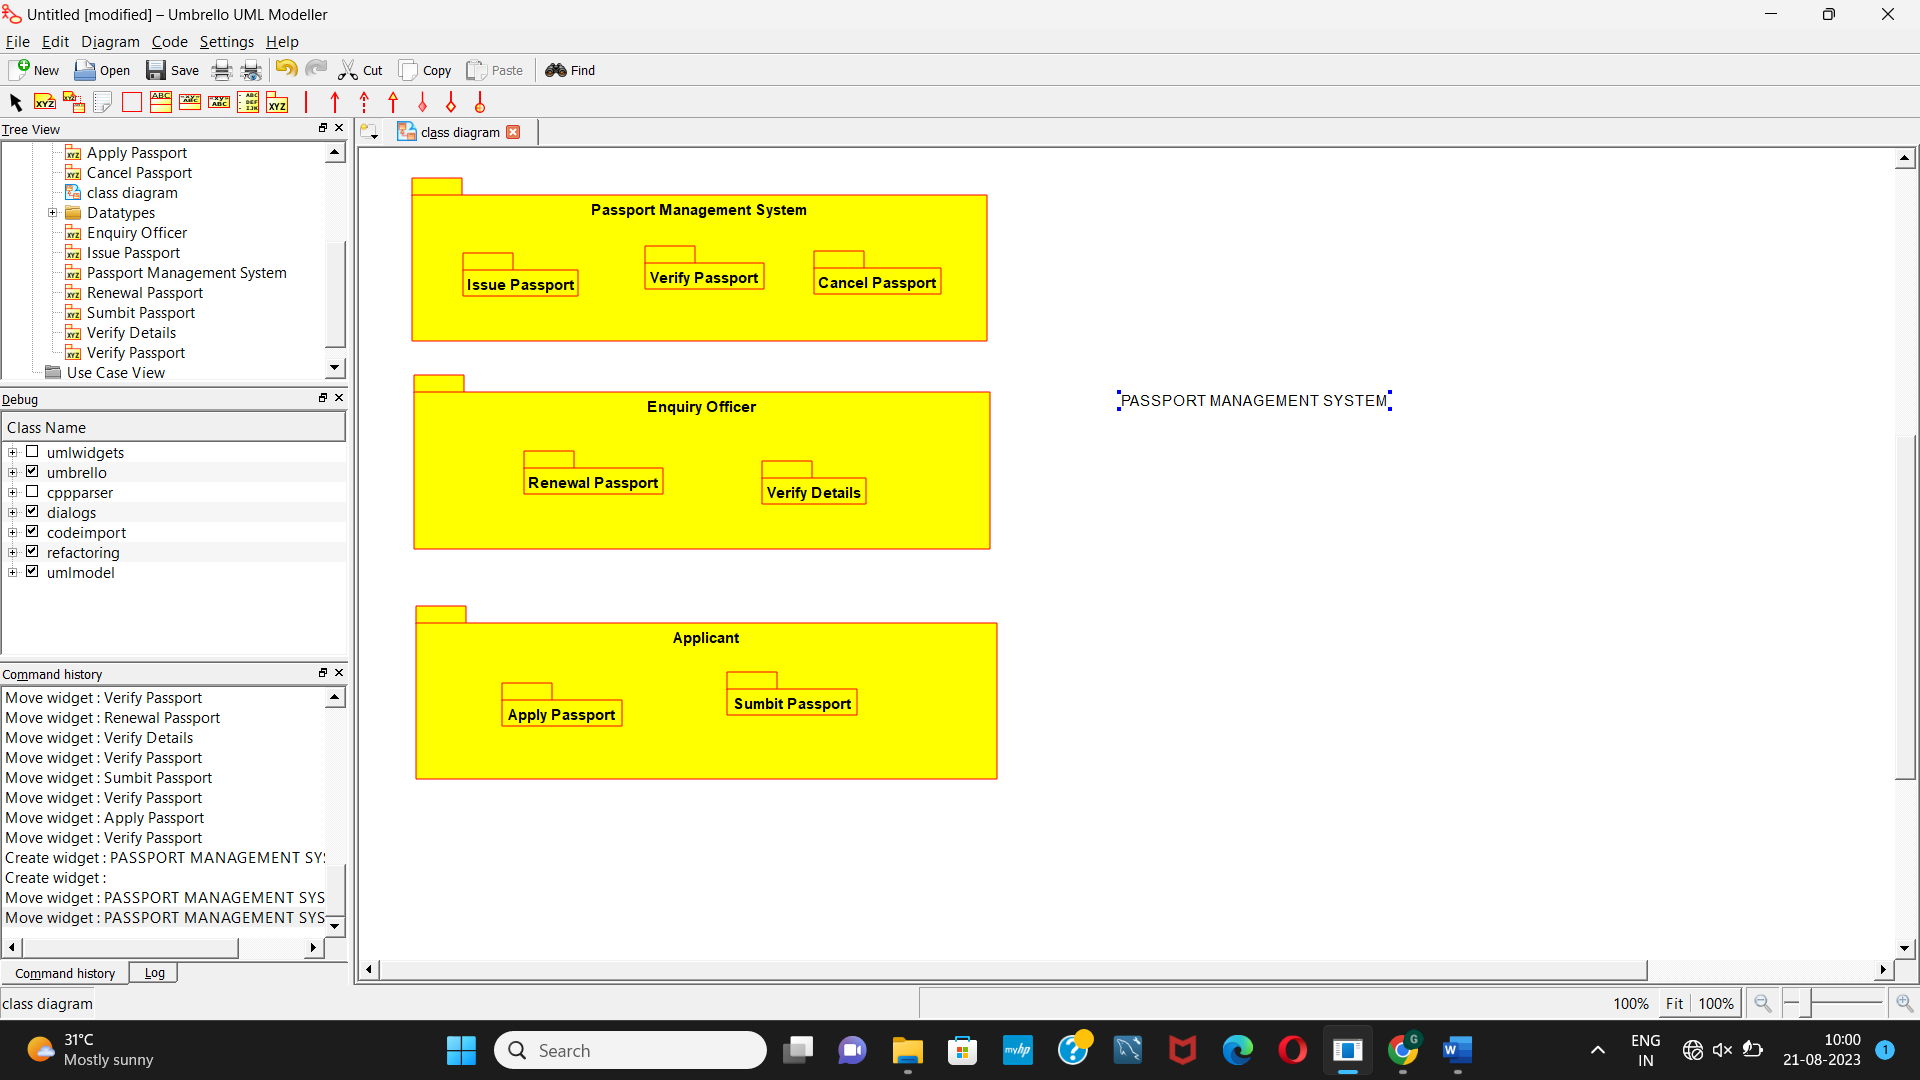 Untitled [modified] – Umbrello UML Modeller
File Edit Diagram Code Settings Help
New Open Save Cut Copy Paste Find
Tree View
class diagram
Apply Passport
Cancel Passport
class diagram
Datatypes
Enquiry Officer
Issue Passport
Passport Management System
Renewal Passport
Sumbit Passport
Verify Details
Verify Passport
Use Case View
Debug
Class Name
umlwidgets
umbrello
cppparser
dialogs
codeimport
refactoring
umlmodel
Command history
Move widget : Verify Passport
Move widget : Renewal Passport
Move widget : Verify Details
Move widget : Verify Passport
Move widget : Sumbit Passport
Move widget : Verify Passport
Move widget : Apply Passport
Move widget : Verify Passport
Create widget : PASSPORT MANAGEMENT SYS
Create widget :
Move widget : PASSPORT MANAGEMENT SYS
Move widget : PASSPORT MANAGEMENT SYS
Command history Log
Passport Management System
Issue Passport
Verify Passport
Cancel Passport
Enquiry Officer
Renewal Passport
Verify Details
Applicant
Apply Passport
Sumbit Passport
PASSPORT MANAGEMENT SYSTEM
class diagram
100% Fit 100%
31°C
Mostly sunny
Search
ENG
IN
10:00
21-08-2023
1